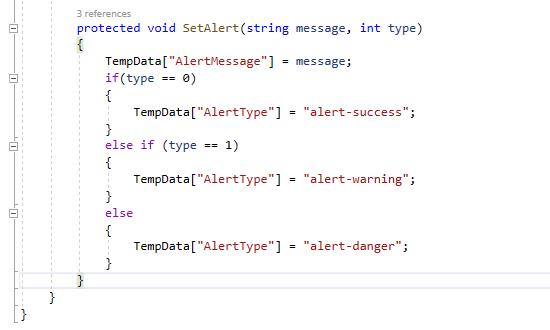 3 references
protected void SetAlert(string message, int type)
{
TempData["AlertMessage"] = message;
if(type == 0)
{
TempData["AlertType"] = "alert-success";
}
else if (type == 1)
{
TempData["AlertType"] = "alert-warning";
}
else
{
TempData["AlertType"] = "alert-danger";
}
}
}
}